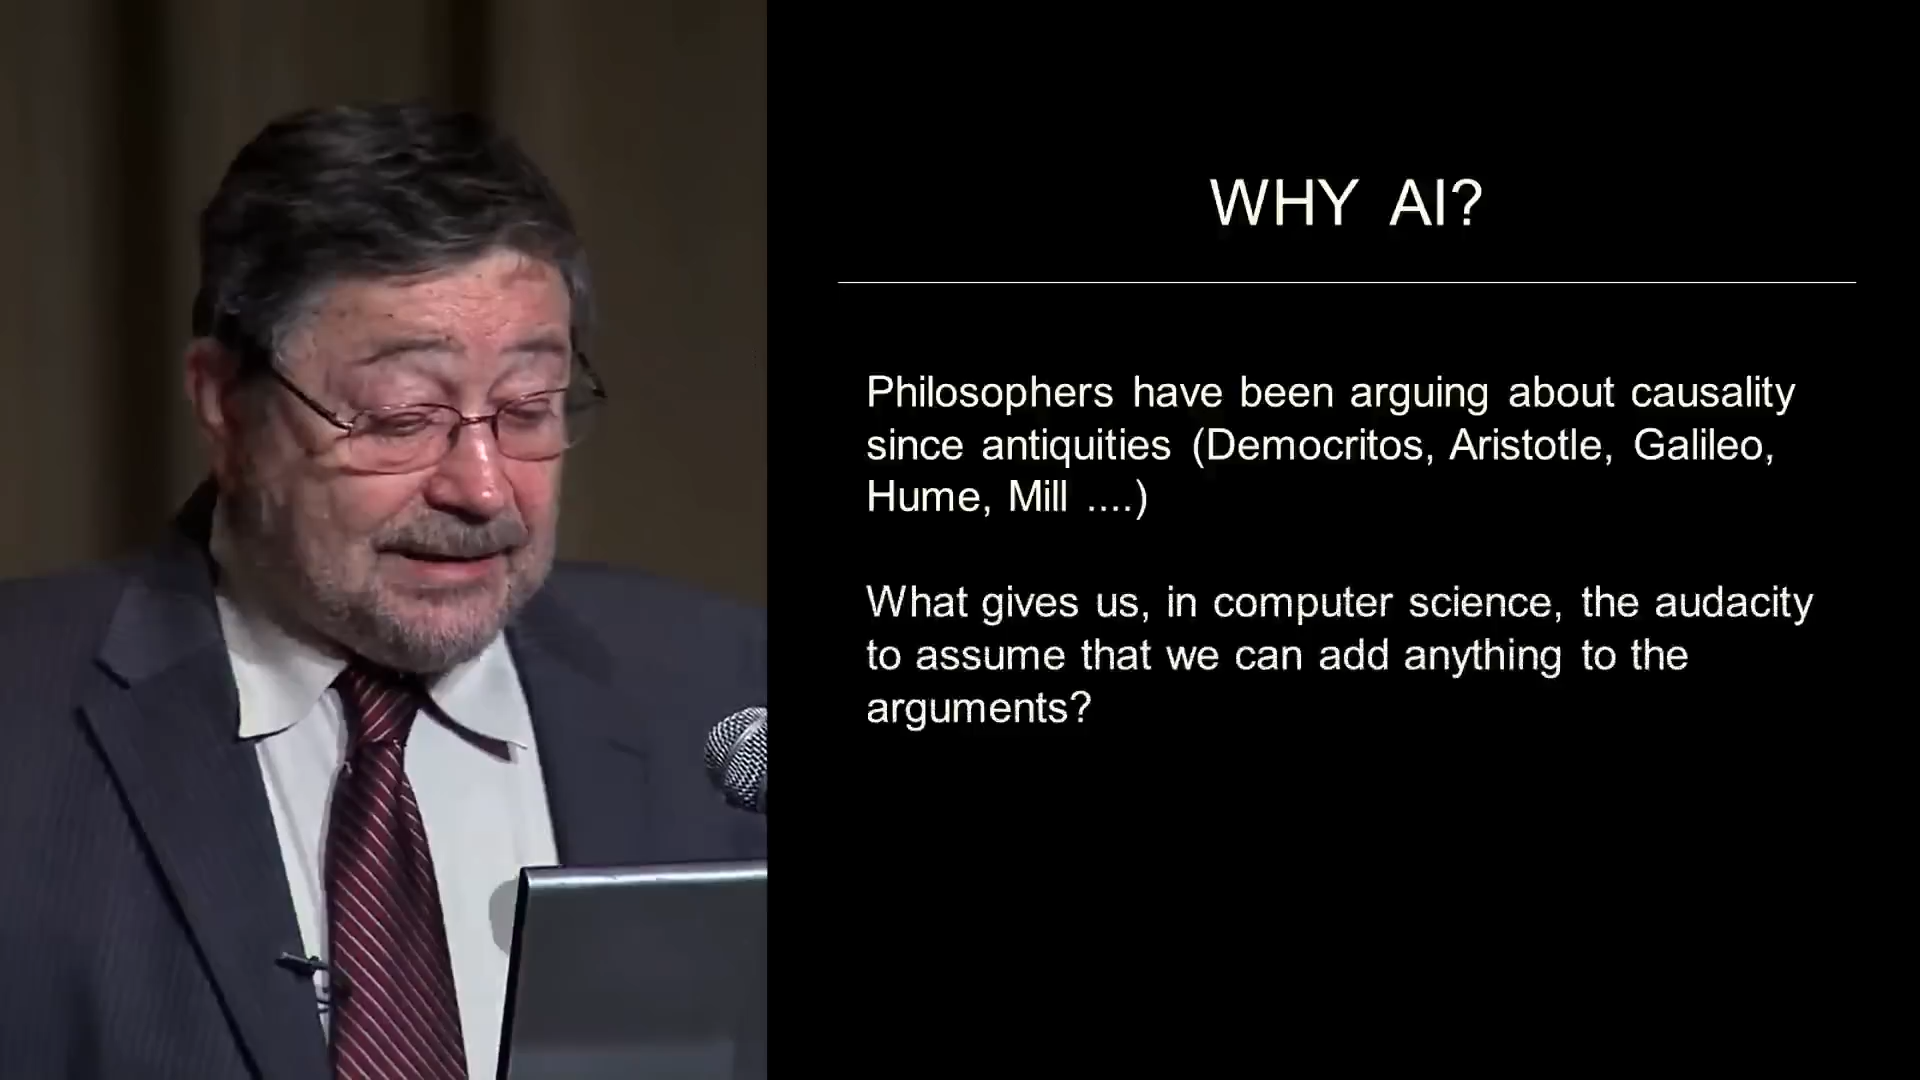 WHY AI?
Philosophers have been arguing about causality
since antiquities (Democritos, Aristotle, Galileo,
Hume, Mill ....)
What gives us, in computer science, the audacity
to assume that we can add anything to the
arguments?